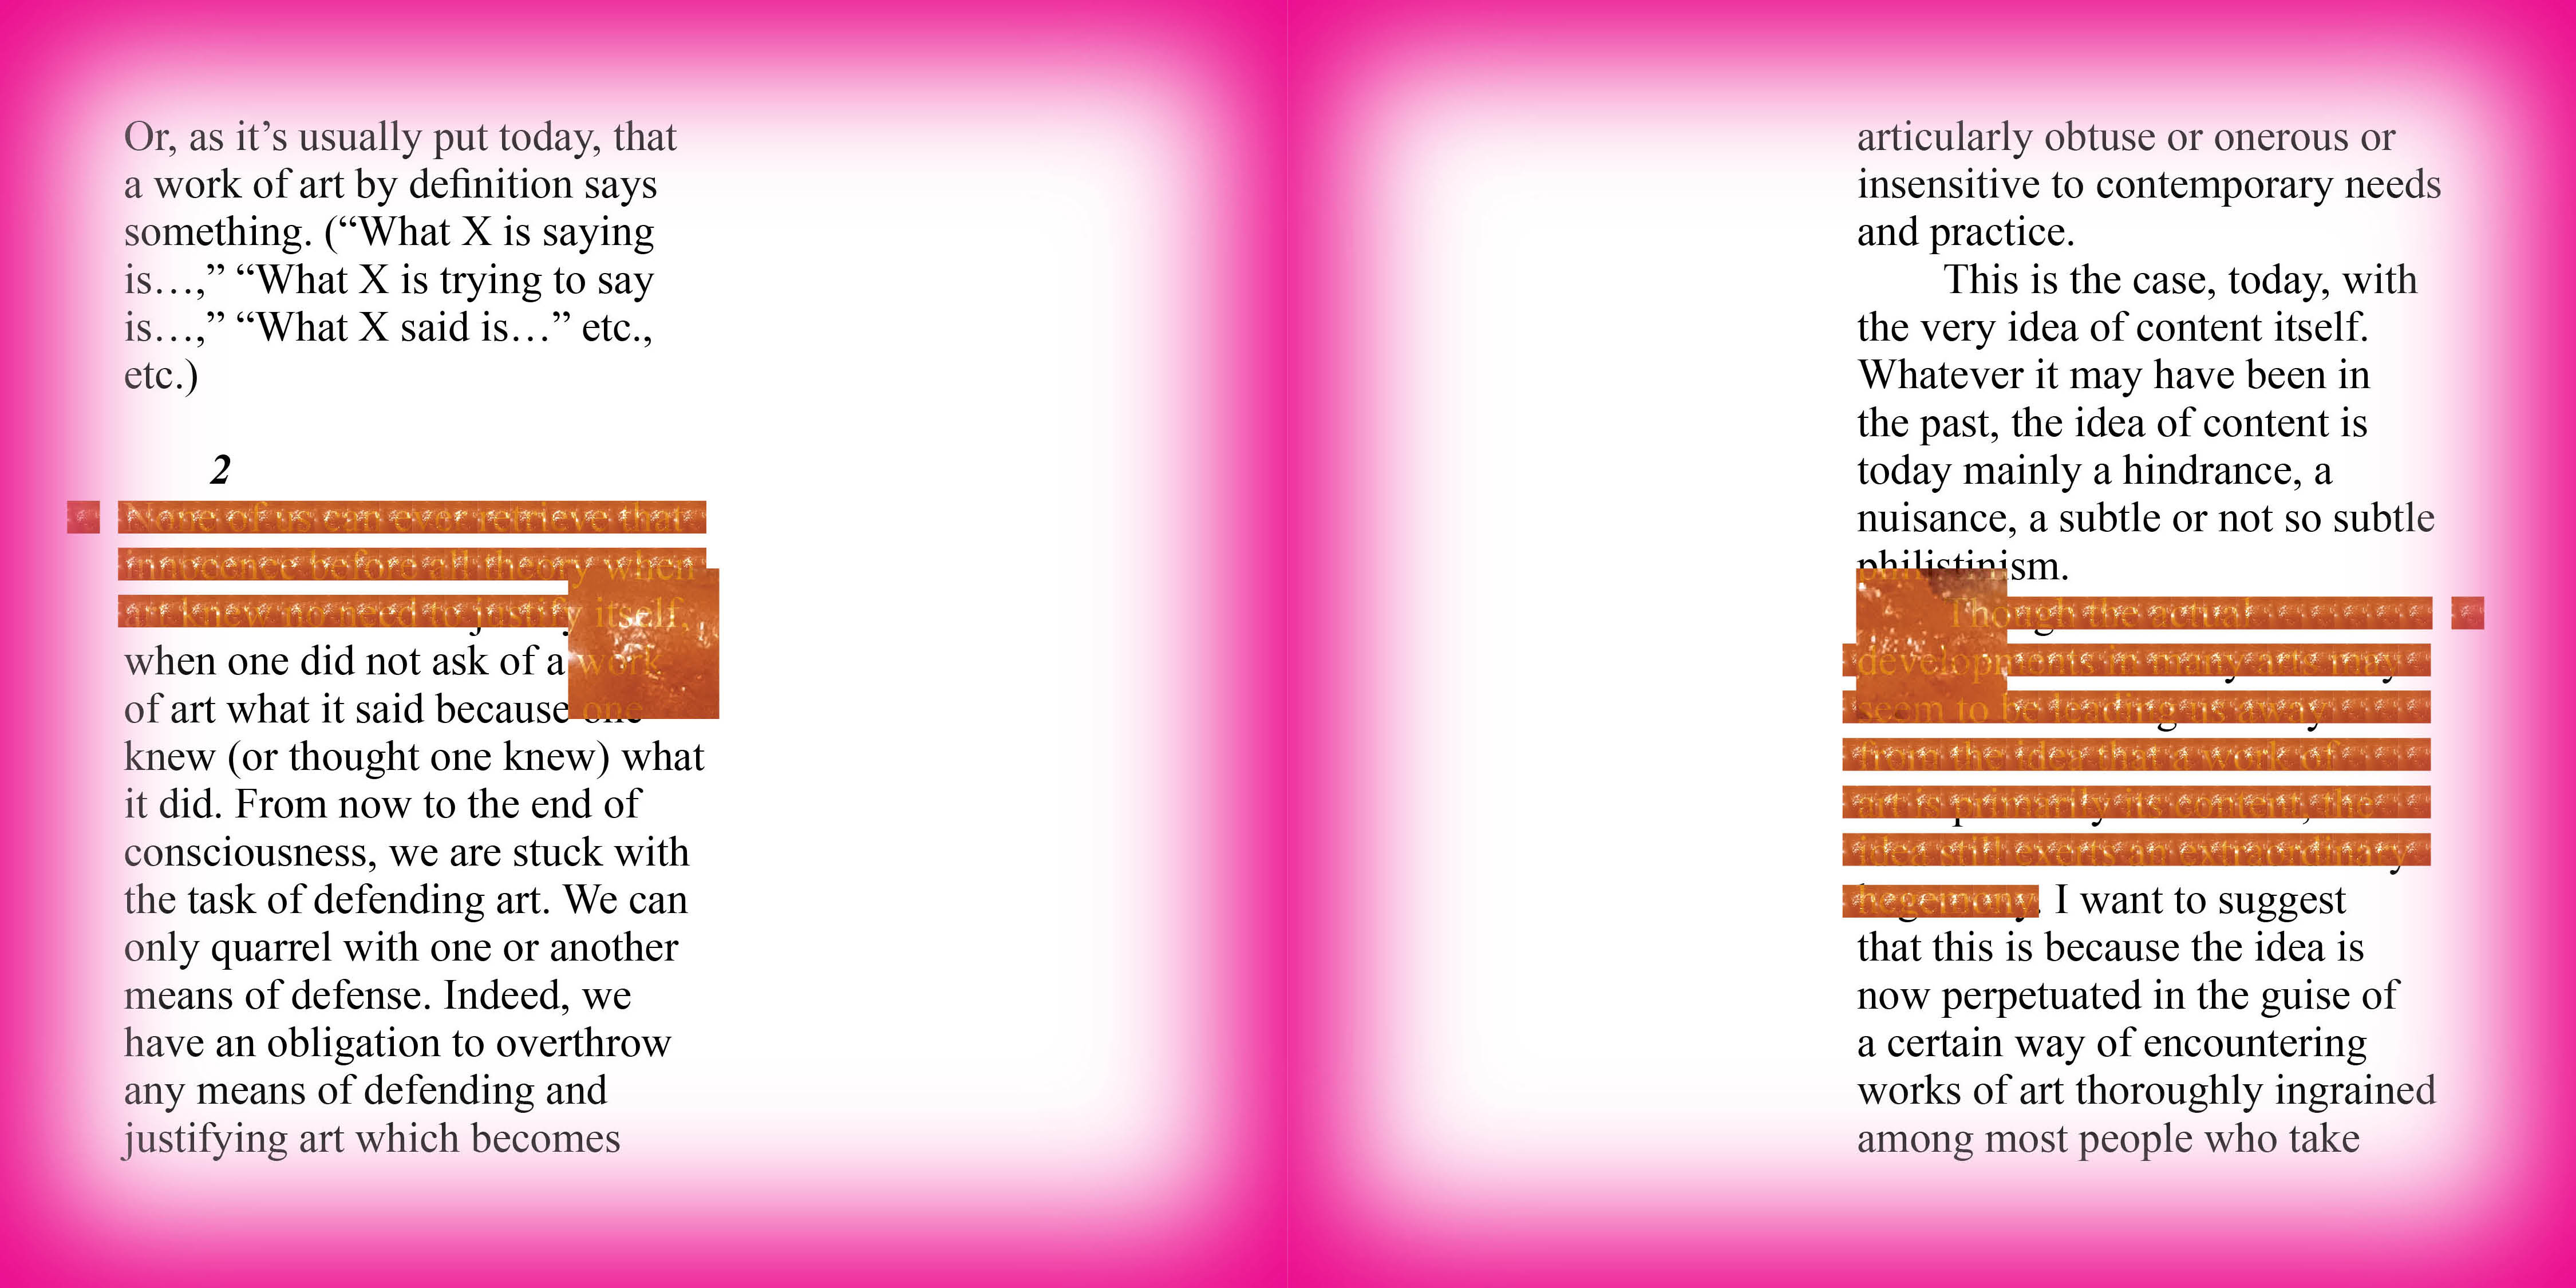 Or, as it’s usually put today, that
a work of art by definition says
something. (“What X is saying
is…,” “What X is trying to say
is…,” “What X said is…” etc.,
etc.)
2
None of us can ever retrieve that
innocence before all theory when
art knew no need to justify itself,
when one did not ask of a work
of art what it said because one
knew (or thought one knew) what
it did. From now to the end of
consciousness, we are stuck with
the task of defending art. We can
only quarrel with one or another
means of defense. Indeed, we
have an obligation to overthrow
any means of defending and
justifying art which becomes
articularly obtuse or onerous or
insensitive to contemporary needs
and practice.
This is the case, today, with
the very idea of content itself.
Whatever it may have been in
the past, the idea of content is
today mainly a hindrance, a
nuisance, a subtle or not so subtle
philistinism.
Though the actual
developments in many arts may
seem to be leading us away
from the idea that a work of
art is primarily its content, the
idea still exerts an extraordinary
hegemony. I want to suggest
that this is because the idea is
now perpetuated in the guise of
a certain way of encountering
works of art thoroughly ingrained
among most people who take